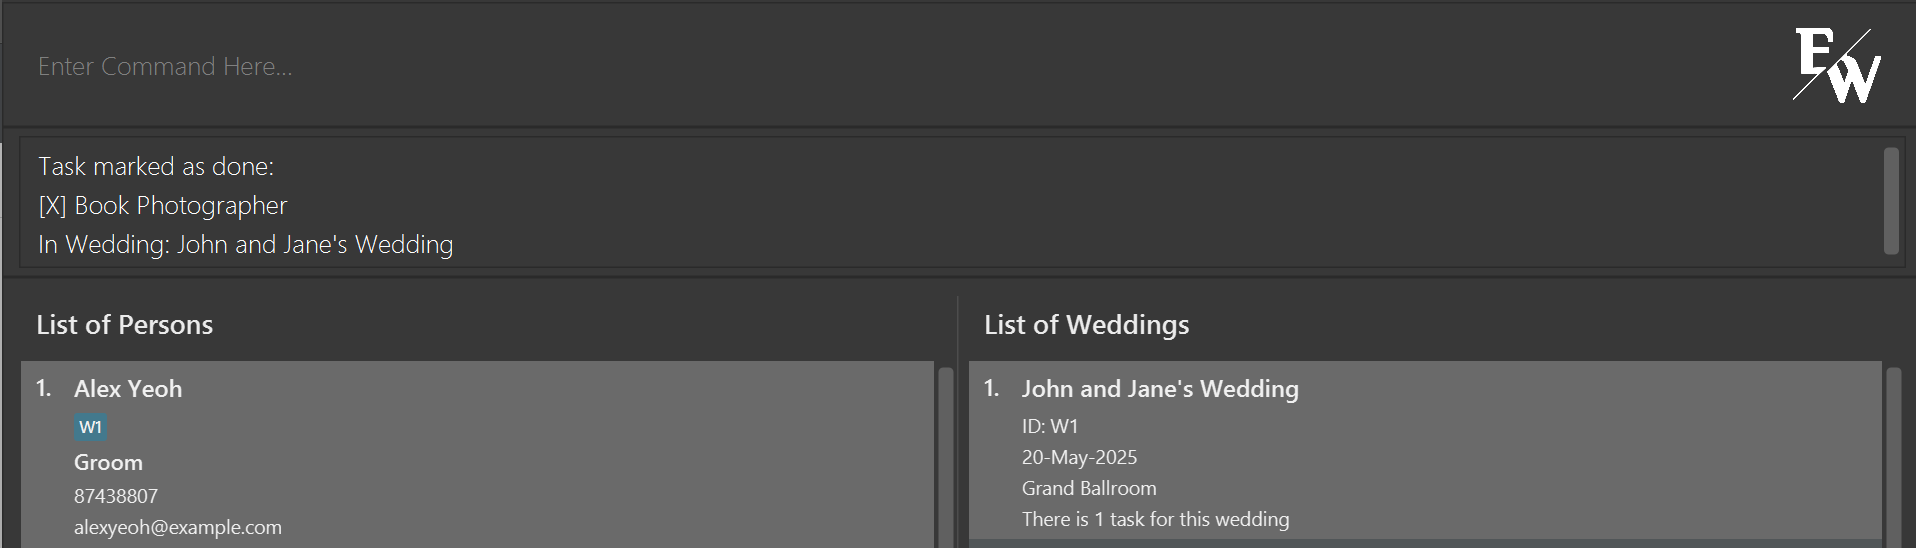 Enter Command Here...
EW
Task marked as done:
[X] Book Photographer
In Wedding: John and Jane's Wedding
List of Persons
1. Alex Yeoh
W1
Groom
87438807
alexyeoh@example.com
List of Weddings
1. John and Jane's Wedding
ID: W1
20-May-2025
Grand Ballroom
There is 1 task for this wedding